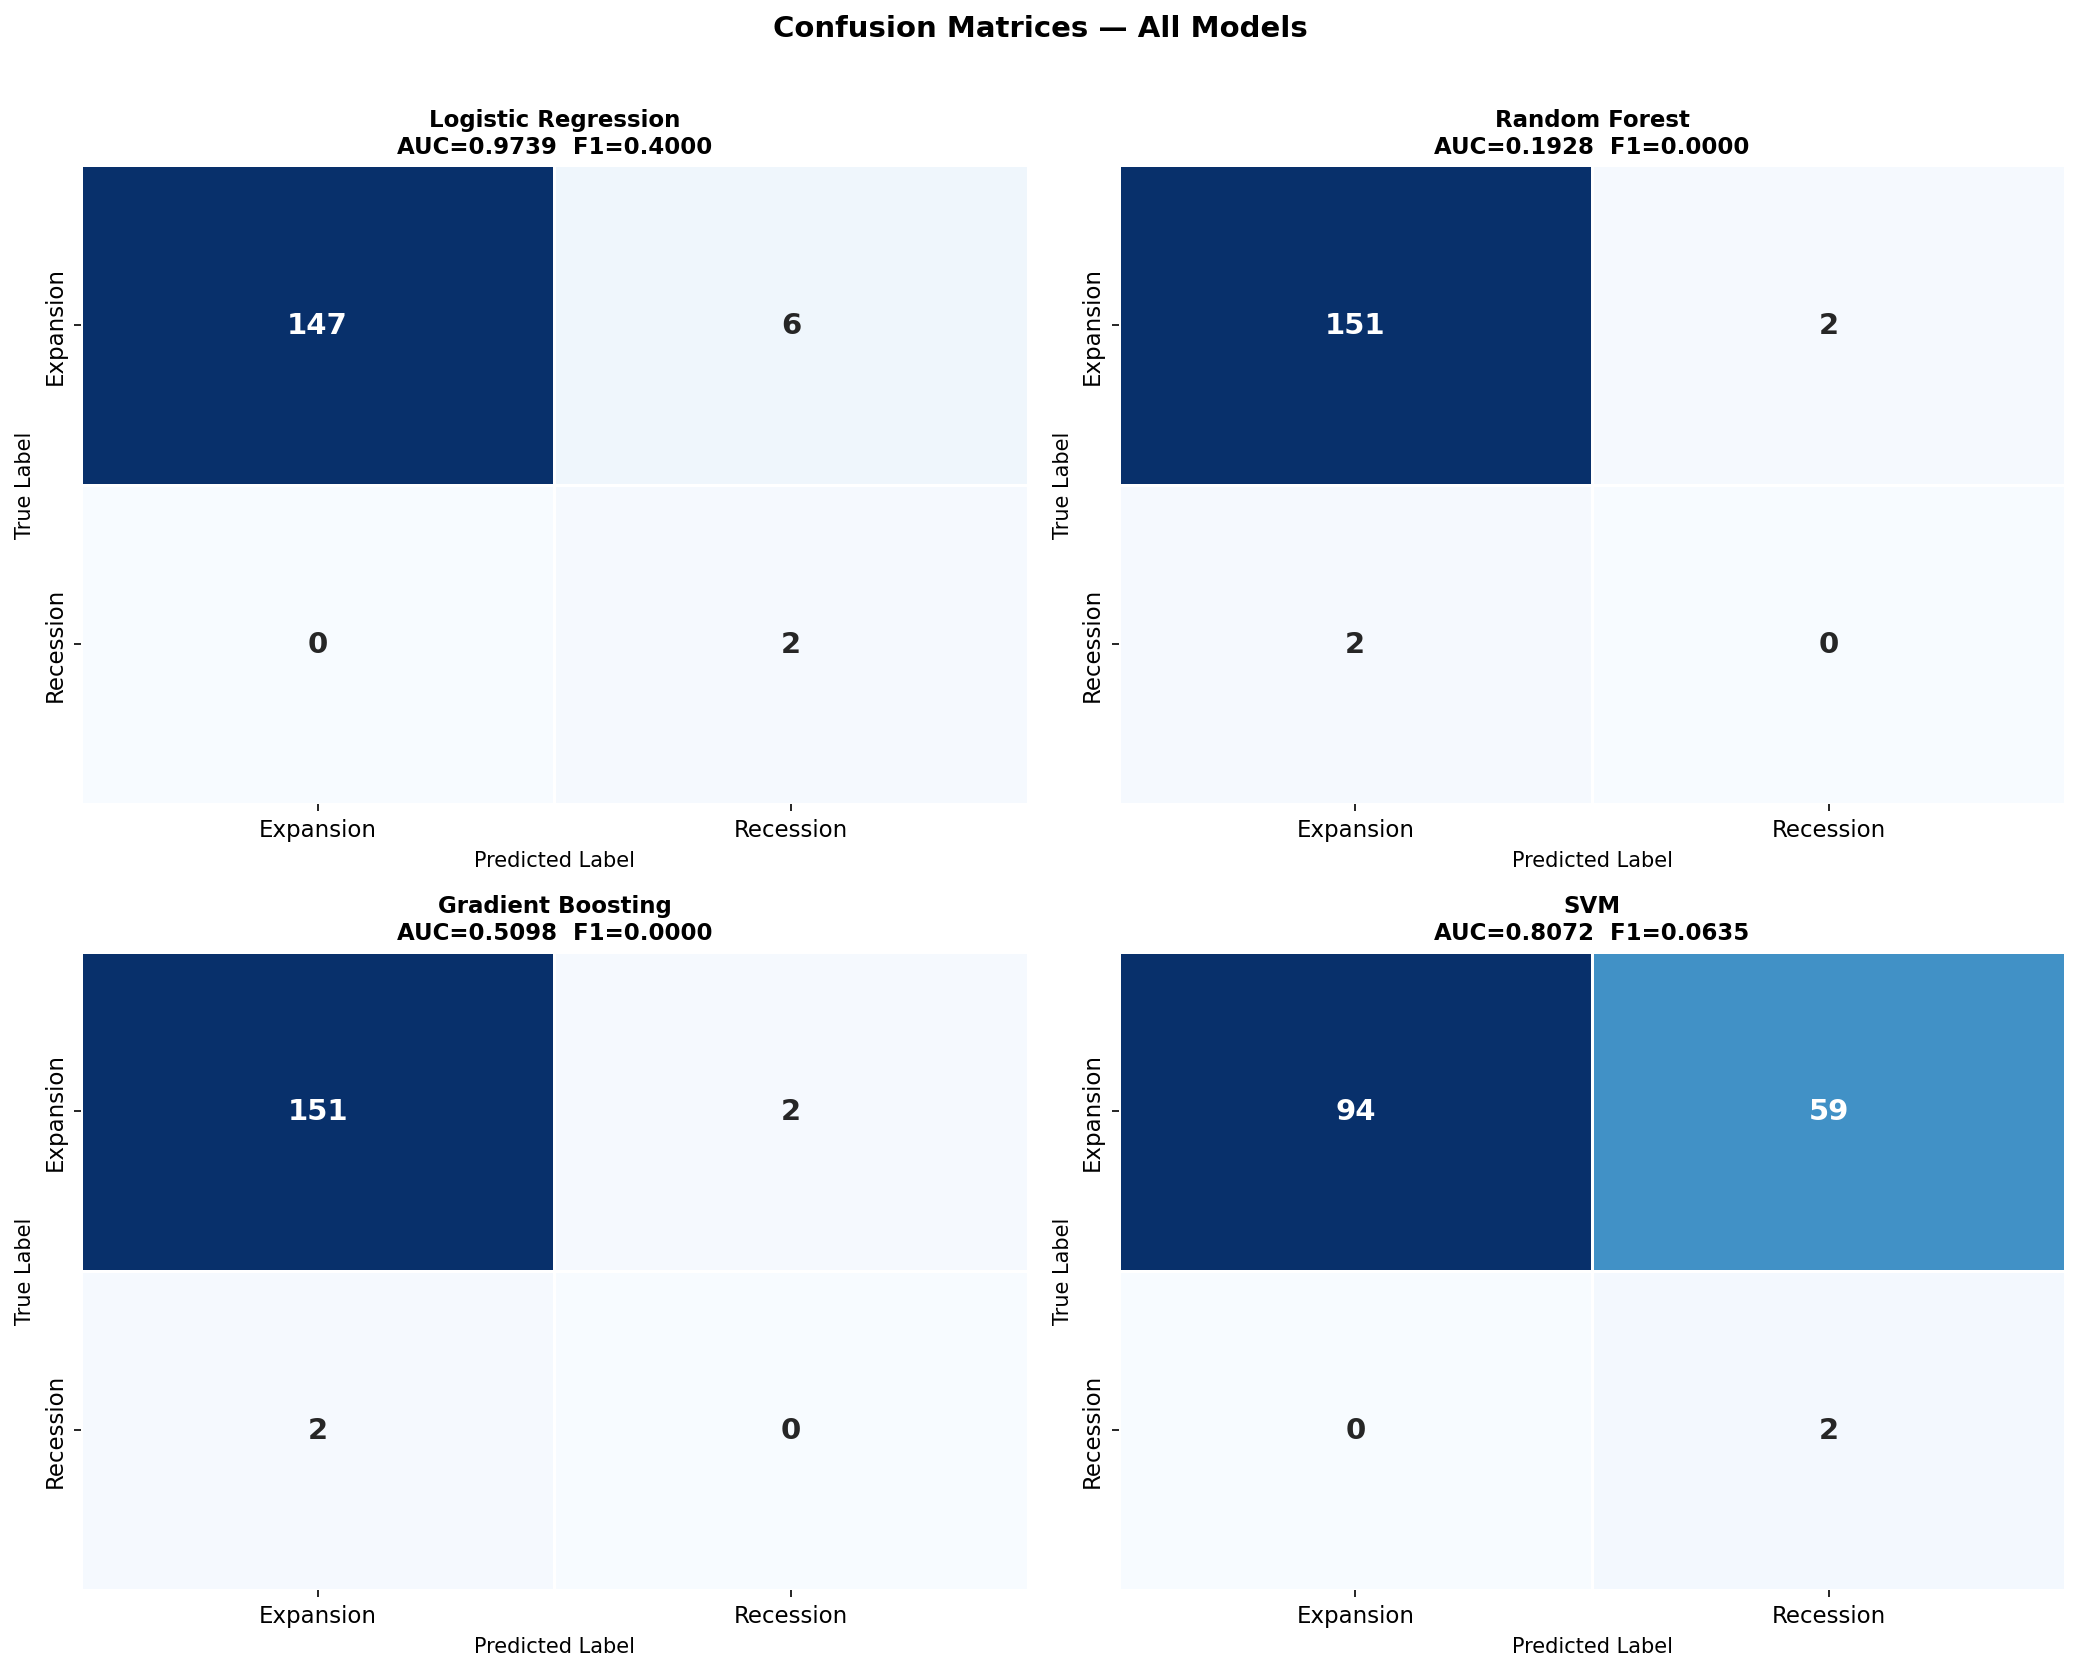 Confusion Matrices — All Models
Logistic Regression
AUC=0.9739  F1=0.4000
True Label
Expansion
147
6
Recession
0
2
Expansion
Recession
Predicted Label
Random Forest
AUC=0.1928  F1=0.0000
True Label
Expansion
151
2
Recession
2
0
Expansion
Recession
Predicted Label
Gradient Boosting
AUC=0.5098  F1=0.0000
True Label
Expansion
151
2
Recession
2
0
Expansion
Recession
Predicted Label
SVM
AUC=0.8072  F1=0.0635
True Label
Expansion
94
59
Recession
0
2
Expansion
Recession
Predicted Label